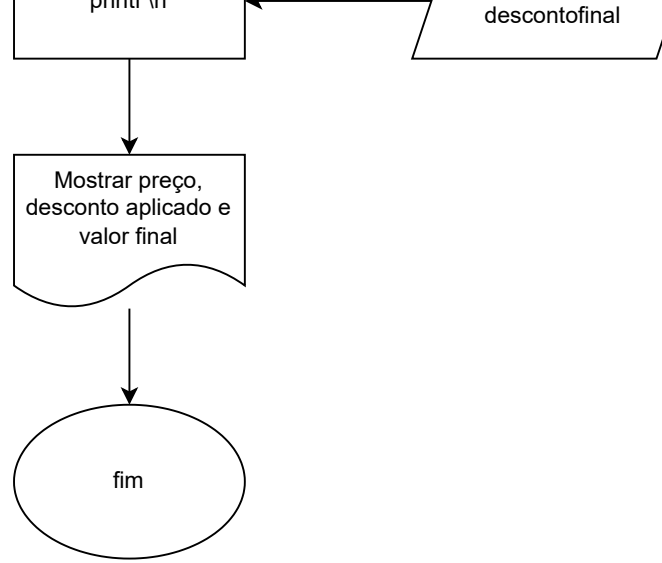 printf \n
descontofinal
Mostrar preço,
desconto aplicado e
valor final
fim